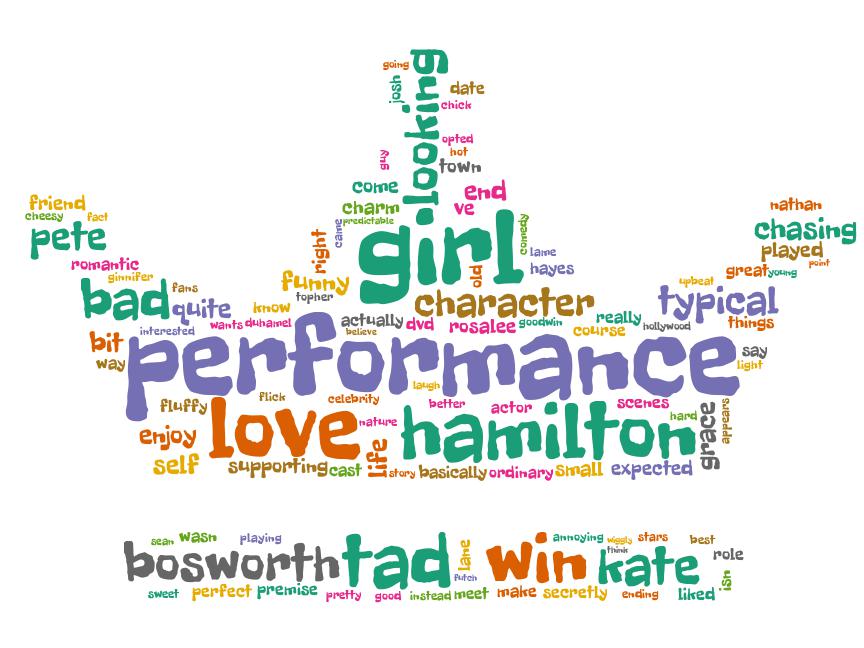 going
looking
josh
date
chick
opted
hot
guy
town
come
end
friend
cheesy
fact
charm
ve
predictable
nathan
pete
came
girl
comedy
chasing
right
lame
played
romantic
old
hayes
point
ginnifer
funny
great
young
bad
fans
topher
character
upbeat
typical
quite
know
wants
duhamel
actually
dvd
rosalee
goodwin
really
hollywood
things
interested
believe
course
bit
performance
say
way
laugh
light
fluffy
flick
celebrity
better
actor
scenes
hard
grace
appears
enjoy
love
nature
hamilton
self
supporting
cast
life
story
basically
ordinary
small
expected
sean
wasn
playing
annoying
wiggly
stars
best
bosworth
tad
lane
win
think
kate
role
futch
isn
sweet
perfect
premise
pretty
good
instead
meet
make
secretly
ending
liked